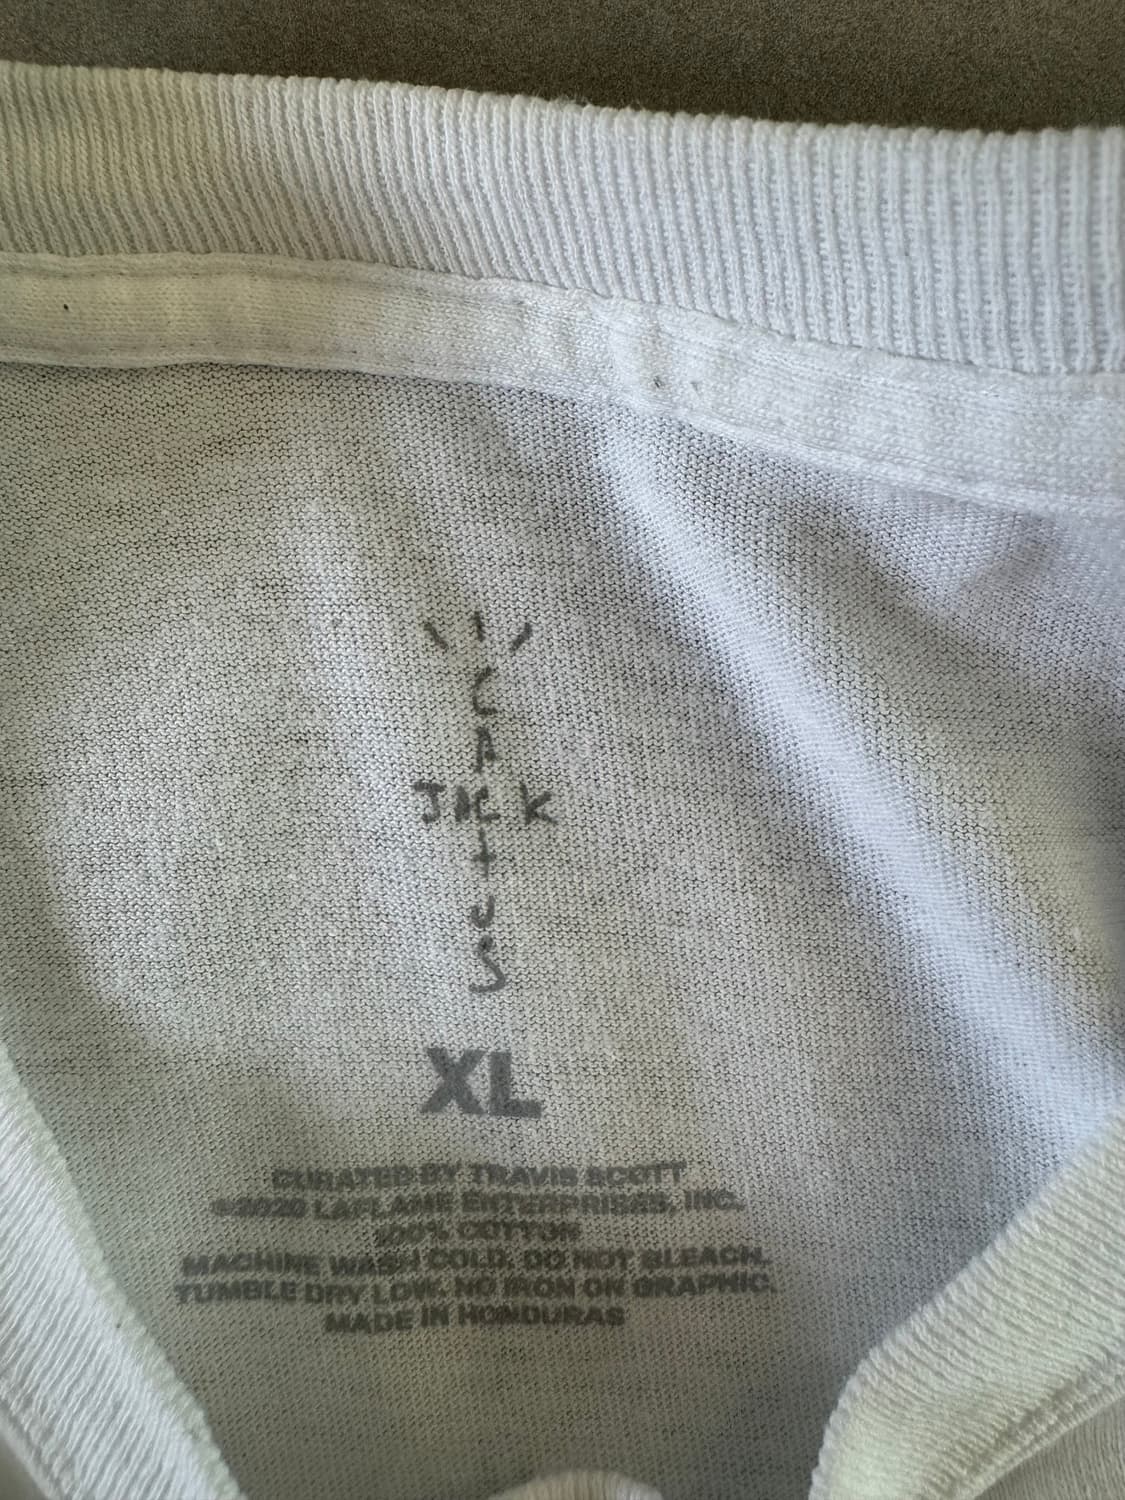 CACTUS
JACK
XL
CURATED BY TRAVIS SCOTT
©2020 LAFLAME ENTERPRISES, INC.
100% COTTON
MACHINE WASH COLD. DO NOT BLEACH.
TUMBLE DRY LOW. NO IRON ON GRAPHIC.
MADE IN HONDURAS